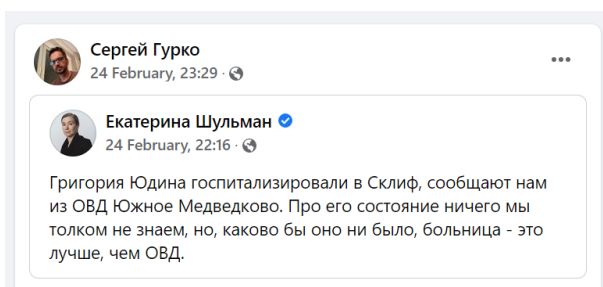 Сергей Гурко
24 February, 23:29 ·
Екатерина Шульман
24 February, 22:16 ·
Григория Юдина госпитализировали в Склиф, сообщают нам
из ОВД Южное Медведково. Про его состояние ничего мы
толком не знаем, но, каково бы оно ни было, больница - это
лучше, чем ОВД.